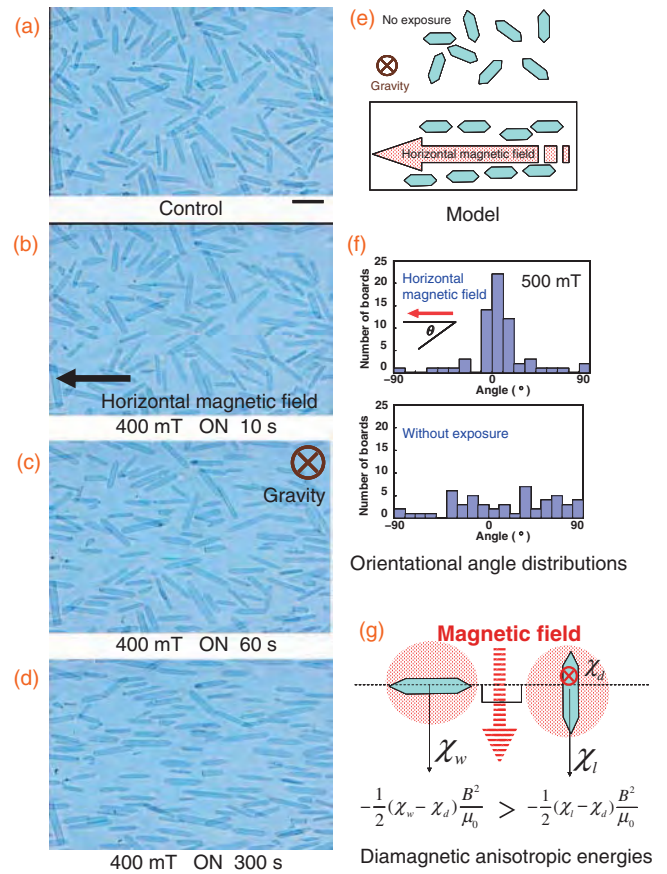 (a)
Control
(b)
Horizontal magnetic field
400 mT ON 10 s
(c)
Gravity
400 mT ON 60 s
(d)
400 mT ON 300 s
(e)
No exposure
Gravity
Horizontal magnetic field
Model
(f)
Number of boards
25
20
15
10
5
0
Horizontal
magnetic field
θ
500 mT
−90 0 90
Angle (°)
Number of boards
25
20
15
10
5
0
Without exposure
−90 0 90
Angle (°)
Orientational angle distributions
(g)
Magnetic field
χd
χw χl
−1/2(χw − χd)B²/μ0 > −1/2(χl − χd)B²/μ0
Diamagnetic anisotropic energies